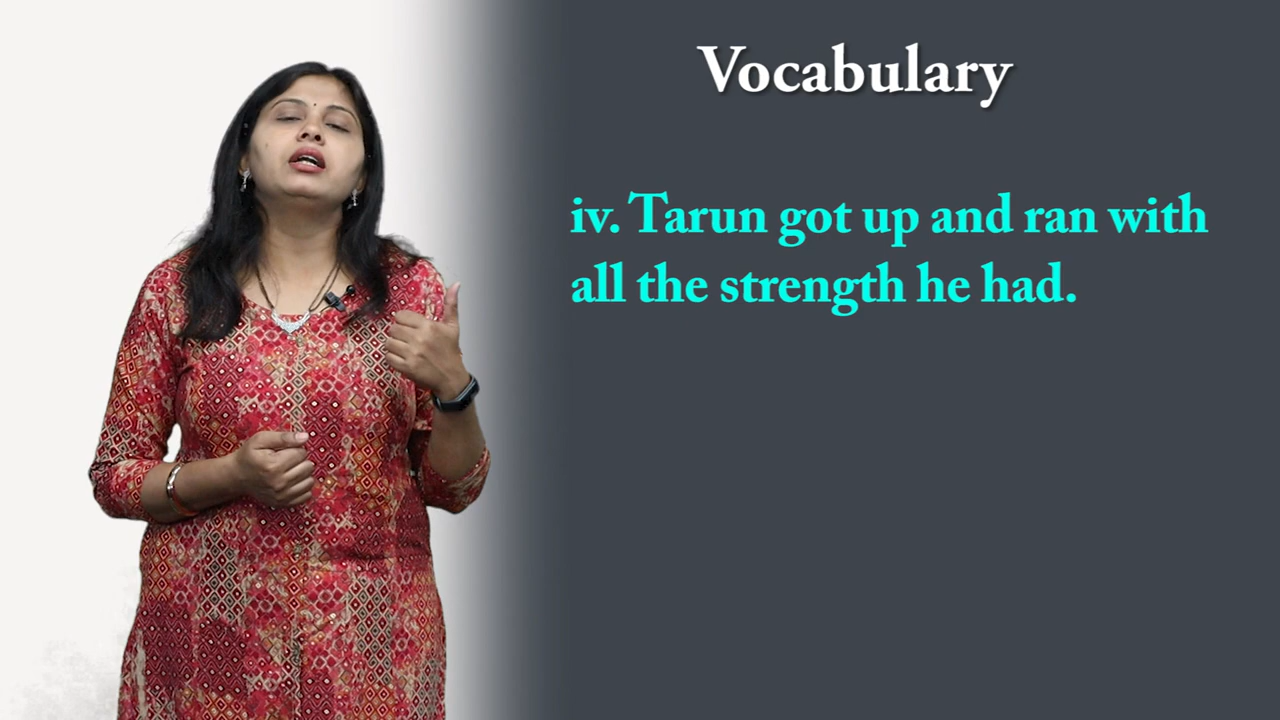 Vocabulary
iv. Tarun got up and ran with
all the strength he had.